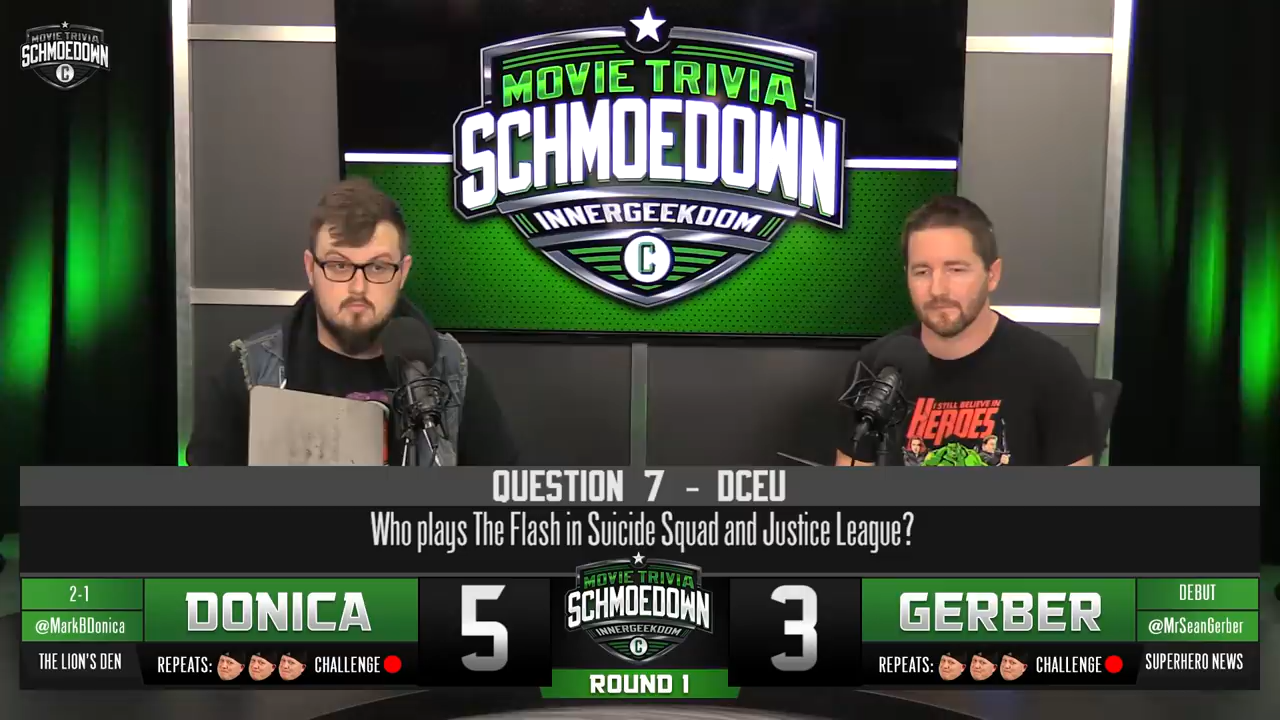 MOVIE TRIVIA
SCHMOEDOWN
C
MOVIE TRIVIA
SCHMOEDOWN
INNERGEEKDOM
C
I STILL BELIEVE IN
HEROES
QUESTION 7 - DCEU
Who plays The Flash in Suicide Squad and Justice League?
2-1
@MarkBDonica
THE LION'S DEN
DONICA
REPEATS: CHALLENGE
5
MOVIE TRIVIA
SCHMOEDOWN
INNERGEEKDOM
C
ROUND 1
3
GERBER
REPEATS: CHALLENGE
DEBUT
@MrSeanGerber
SUPERHERO NEWS